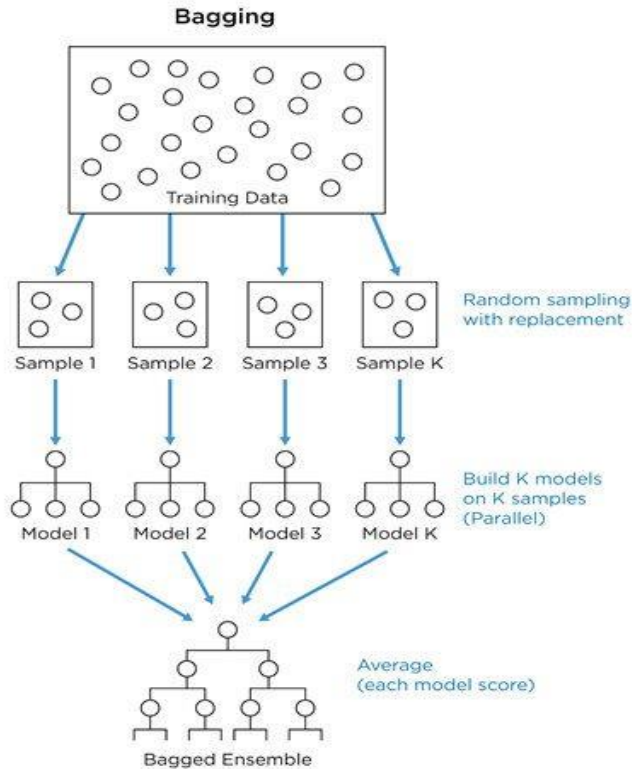 Bagging
Training Data
Random sampling
with replacement
Sample 1
Sample 2
Sample 3
Sample K
Build K models
on K samples
(Parallel)
Model 1
Model 2
Model 3
Model K
Average
(each model score)
Bagged Ensemble